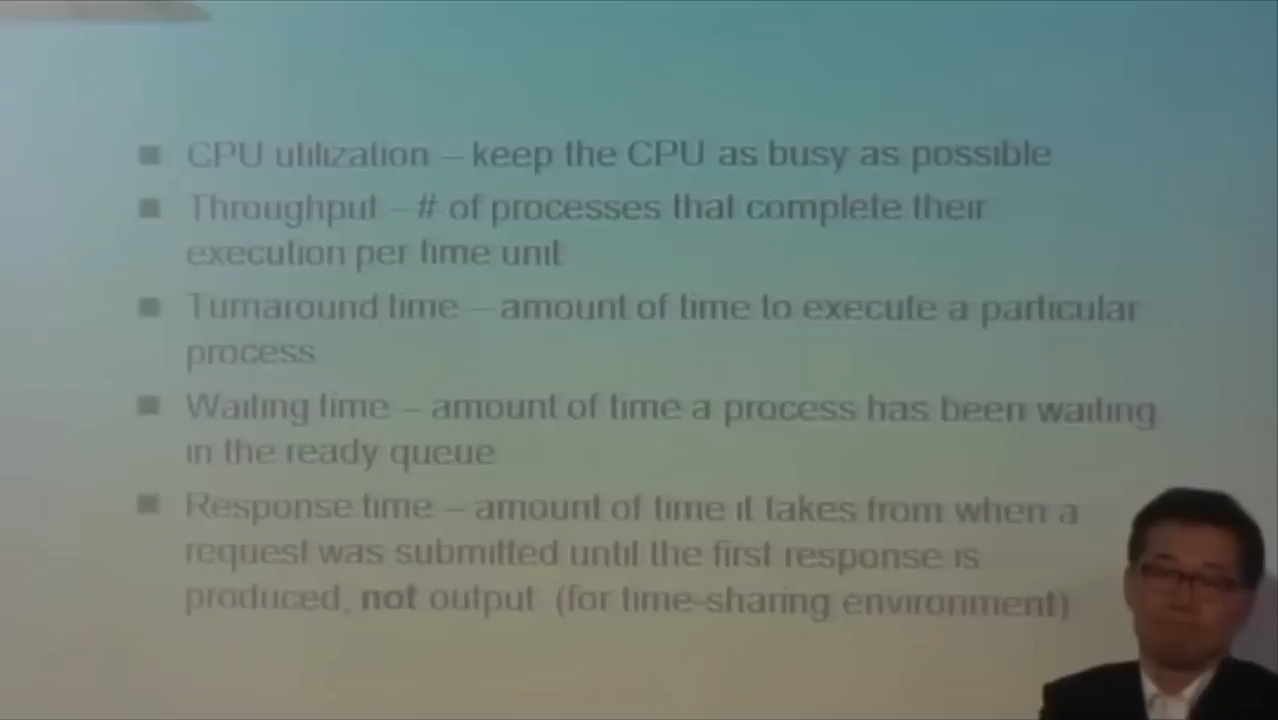 CPU utilization – keep the CPU as busy as possible
Throughput – # of processes that complete their
execution per time unit
Turnaround time – amount of time to execute a particular
process
Waiting time – amount of time a process has been waiting
in the ready queue
Response time – amount of time it takes from when a
request was submitted until the first response is
produced, not output (for time-sharing environment)